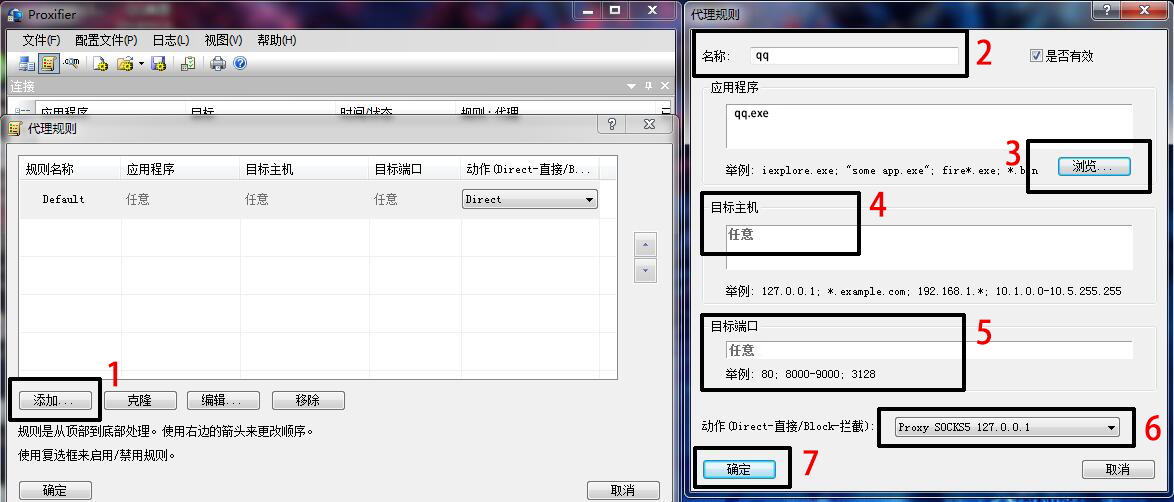 Proxifier
文件(F) 配置文件(P) 日志(L) 视图(V) 帮助(H)
连接
应用程序 目标 时间/状态 规则 : 代理
代理规则
规则名称 应用程序 目标主机 目标端口 动作(Direct-直接/B...
Default 任意 任意 任意 Direct
1
添加... 克隆 编辑... 移除
规则是从顶部到底部处理。使用右边的箭头来更改顺序。
使用复选框来启用/禁用规则。
确定 取消
代理规则
名称: qq 2 是否有效
应用程序
qq.exe
3
举例: iexplore.exe; "some app.exe"; fire*.exe; *.bin 浏览...
目标主机 4
任意
举例: 127.0.0.1; *.example.com; 192.168.1.*; 10.1.0.0-10.5.255.255
目标端口 5
任意
举例: 80; 8000-9000; 3128
动作(Direct-直接/Block-拦截): Proxy SOCKS5 127.0.0.1 6
确定 7 取消